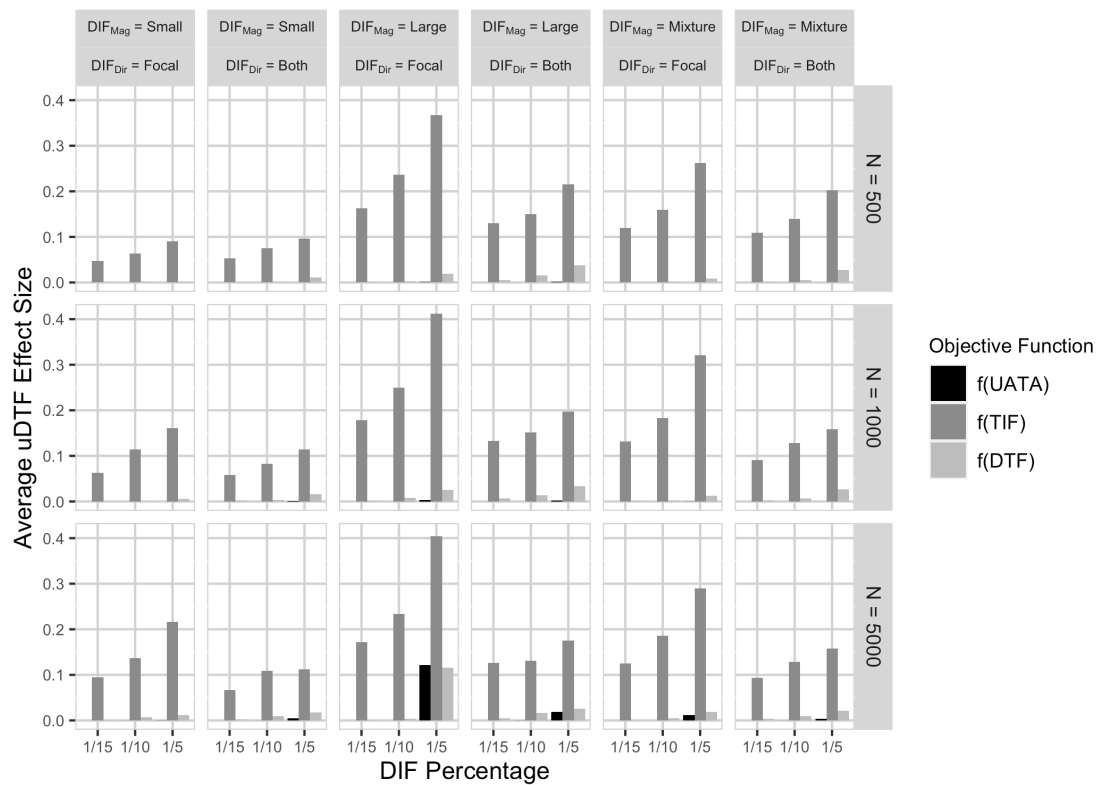 DIFMag = Small DIFMag = Small DIFMag = Large DIFMag = Large DIFMag = Mixture DIFMag = Mixture
DIFDir = Focal DIFDir = Both DIFDir = Focal DIFDir = Both DIFDir = Focal DIFDir = Both
Average uDTF Effect Size
0.4
0.3
0.2
0.1
0.0
N = 500
0.4
0.3
0.2
0.1
0.0
N = 1000
0.4
0.3
0.2
0.1
0.0
N = 5000
1/15 1/10 1/5 1/15 1/10 1/5 1/15 1/10 1/5 1/15 1/10 1/5 1/15 1/10 1/5 1/15 1/10 1/5
DIF Percentage
Objective Function
f(UATA)
f(TIF)
f(DTF)